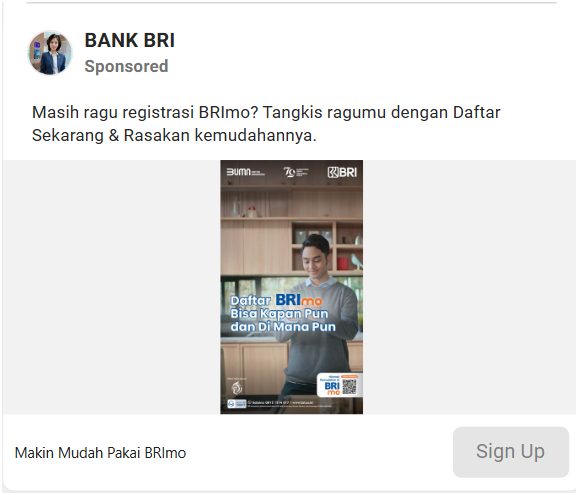 BANK BRI
Sponsored
Masih ragu registrasi BRImo? Tangkis ragumu dengan Daftar
Sekarang & Rasakan kemudahannya.
BUMN
BRI
Daftar BRImo
Bisa Kapan Pun
dan Di Mana Pun
BRI
mo
Makin Mudah Pakai BRImo
Sign Up